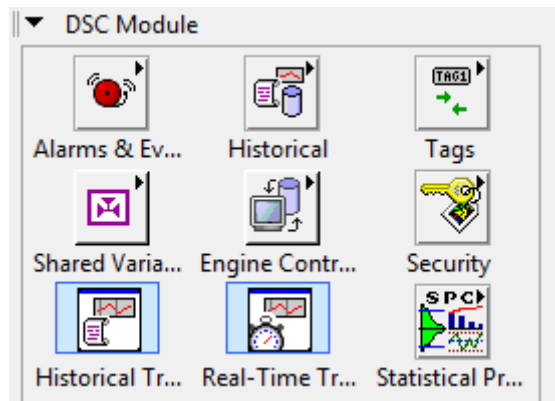 DSC Module
TAG1
Alarms & Ev... Historical Tags
Shared Varia... Engine Contr... Security
SPC
Historical Tr... Real-Time Tr... Statistical Pr...